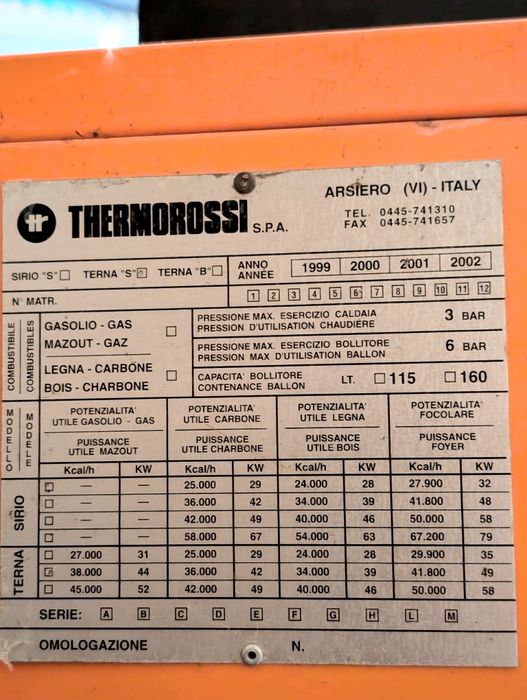 THERMOROSSI S.P.A.
ARSIERO (VI) - ITALY
TEL. 0445-741310
FAX 0445-741657
SIRIO "S" TERNA "S" TERNA "B"
ANNO
ANNÉE
1999 2000 2001 2002
N° MATR.
1 2 3 4 5 6 7 8 9 10 11 12
COMBUSTIBILE
COMBUSTIBLES
GASOLIO - GAS
MAZOUT - GAZ
LEGNA - CARBONE
BOIS - CHARBONE
PRESSIONE MAX. ESERCIZIO CALDAIA
PRESSION D'UTILISATION CHAUDIÈRE
3 BAR
PRESSIONE MAX. ESERCIZIO BOLLITORE
PRESSION MAX D'UTILISATION BALLON
6 BAR
CAPACITÀ BOLLITORE
CONTENANCE BALLON
LT. 115 160
MODELLO
MODÈLE
POTENZIALITA'
UTILE GASOLIO - GAS
PUISSANCE
UTILE MAZOUT
POTENZIALITA'
UTILE CARBONE
PUISSANCE
UTILE CHARBONE
POTENZIALITA'
UTILE LEGNA
PUISSANCE
UTILE BOIS
POTENZIALITA'
FOCOLARE
PUISSANCE
FOYER
Kcal/h KW Kcal/h KW Kcal/h KW Kcal/h KW
SIRIO
— — 25.000 29 24.000 28 27.900 32
— — 36.000 42 34.000 39 41.800 48
— — 42.000 49 40.000 46 50.000 58
— — 58.000 67 54.000 63 67.200 79
TERNA
27.000 31 25.000 29 24.000 28 29.900 35
38.000 44 36.000 42 34.000 39 41.800 49
45.000 52 42.000 49 40.000 46 50.000 58
SERIE: A B C D E F G H L M
OMOLOGAZIONE N.